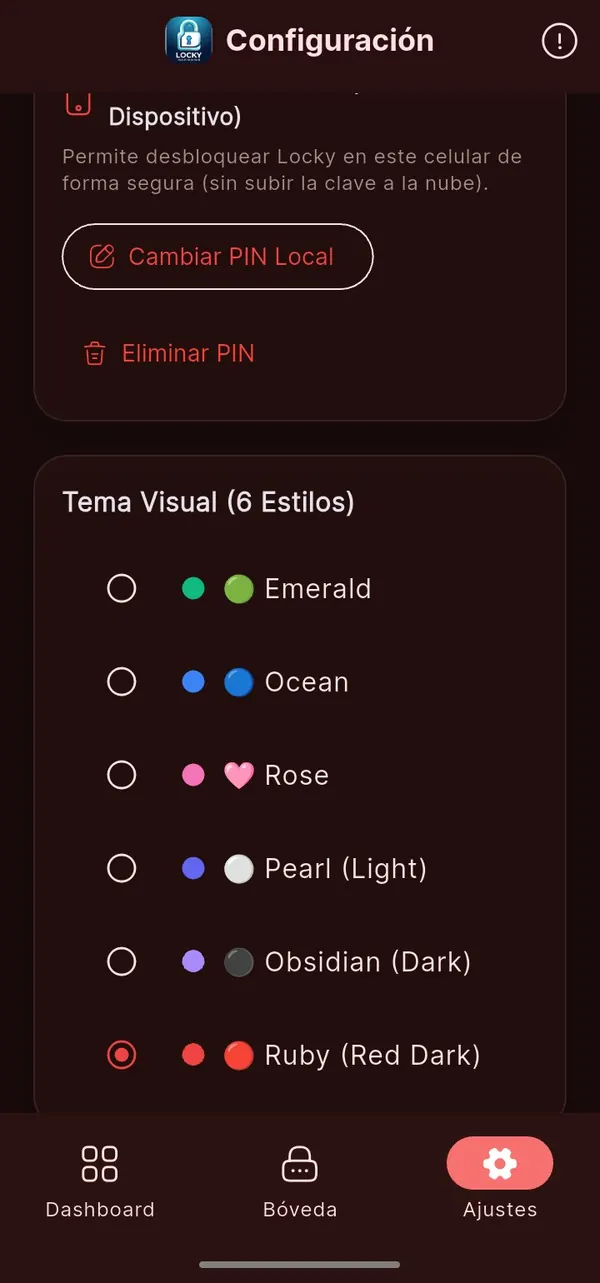 LOCKY
Configuración
Dispositivo)
Permite desbloquear Locky en este celular de
forma segura (sin subir la clave a la nube).
Cambiar PIN Local
Eliminar PIN
Tema Visual (6 Estilos)
Emerald
Ocean
Rose
Pearl (Light)
Obsidian (Dark)
Ruby (Red Dark)
Dashboard
Bóveda
Ajustes